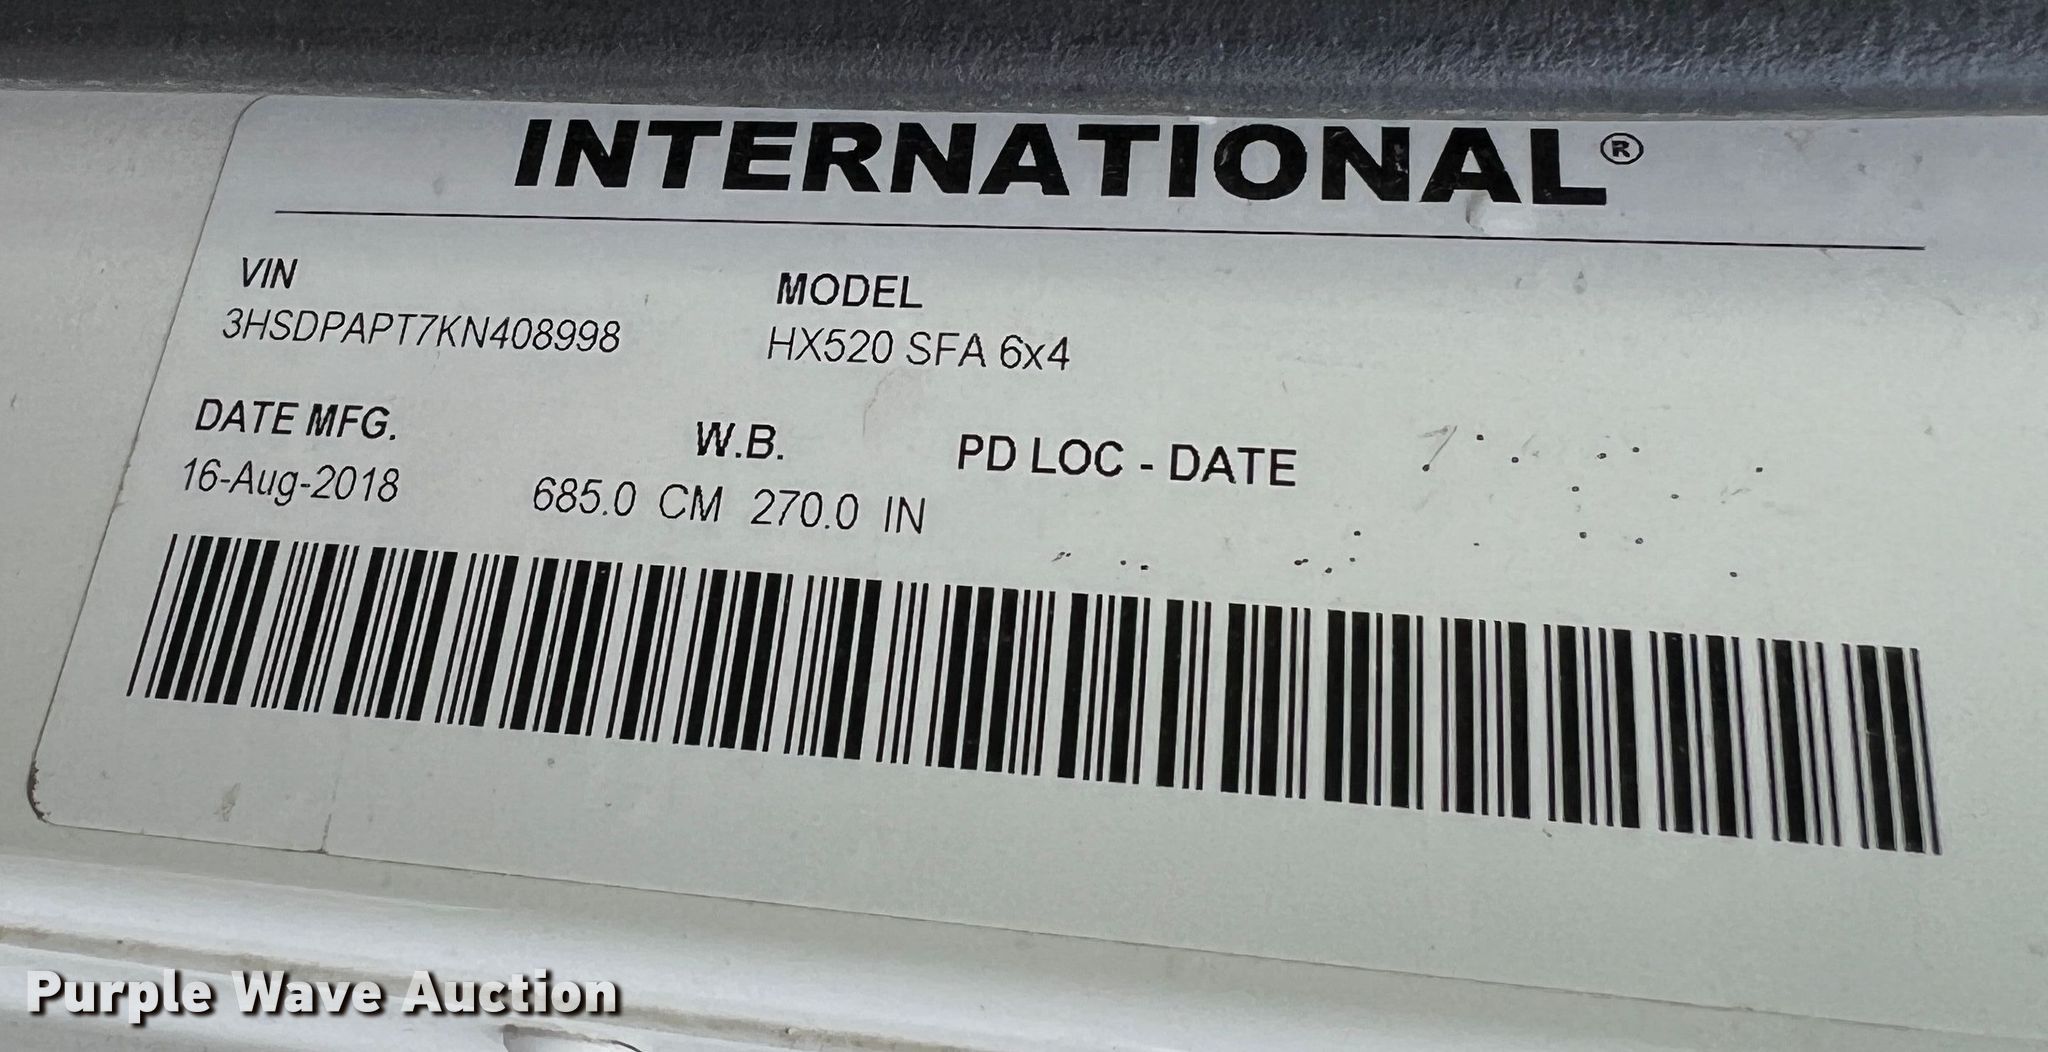 INTERNATIONAL®
VIN
MODEL
3HSDPAPT7KN408998
HX520 SFA 6x4
DATE MFG.
W.B.
PD LOC - DATE
16-Aug-2018
685.0 CM 270.0 IN
Purple Wave Auction